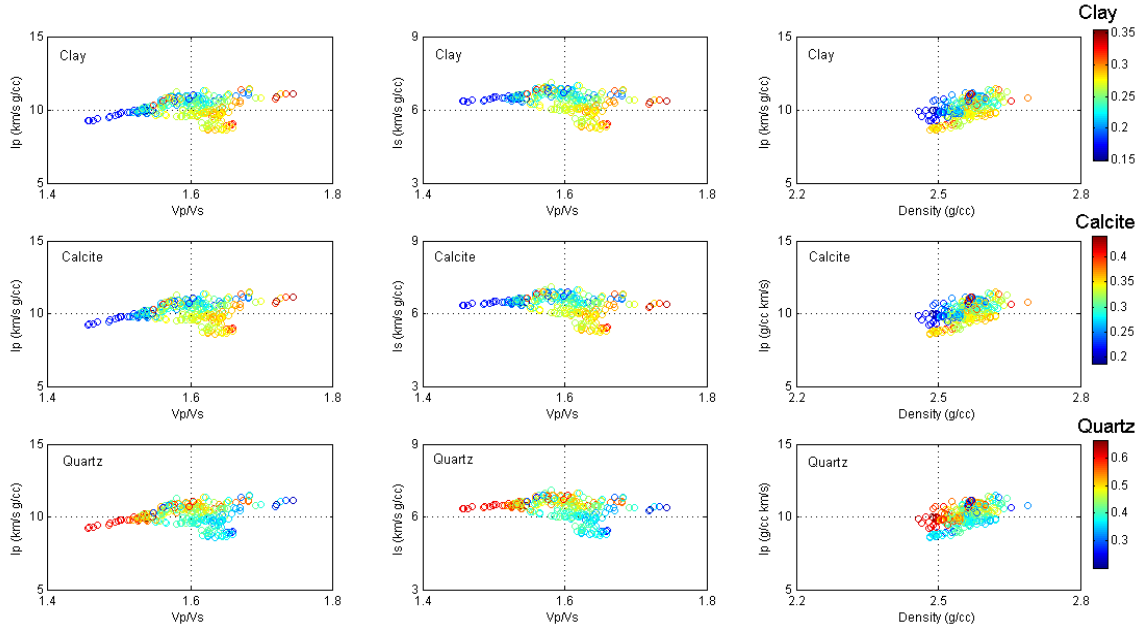 Clay
15
10
5
Ip (km/s g/cc)
Clay
1.4
1.6
1.8
Vp/Vs
9
6
3
Is (km/s g/cc)
Clay
1.4
1.6
1.8
Vp/Vs
15
10
5
Ip (km/s g/cc)
Clay
2.2
2.5
2.8
Density (g/cc)
0.35
0.3
0.25
0.2
0.15
Calcite
15
10
5
Ip (km/s g/cc)
Calcite
1.4
1.6
1.8
Vp/Vs
9
6
3
Is (km/s g/cc)
Calcite
1.4
1.6
1.8
Vp/Vs
15
10
5
Ip (g/cc km/s)
Calcite
2.2
2.5
2.8
Density (g/cc)
0.4
0.35
0.3
0.25
0.2
Quartz
15
10
5
Ip (km/s g/cc)
Quartz
1.4
1.6
1.8
Vp/Vs
9
6
3
Is (km/s g/cc)
Quartz
1.4
1.6
1.8
Vp/Vs
15
10
5
Ip (g/cc km/s)
Quartz
2.2
2.5
2.8
Density (g/cc)
0.6
0.5
0.4
0.3